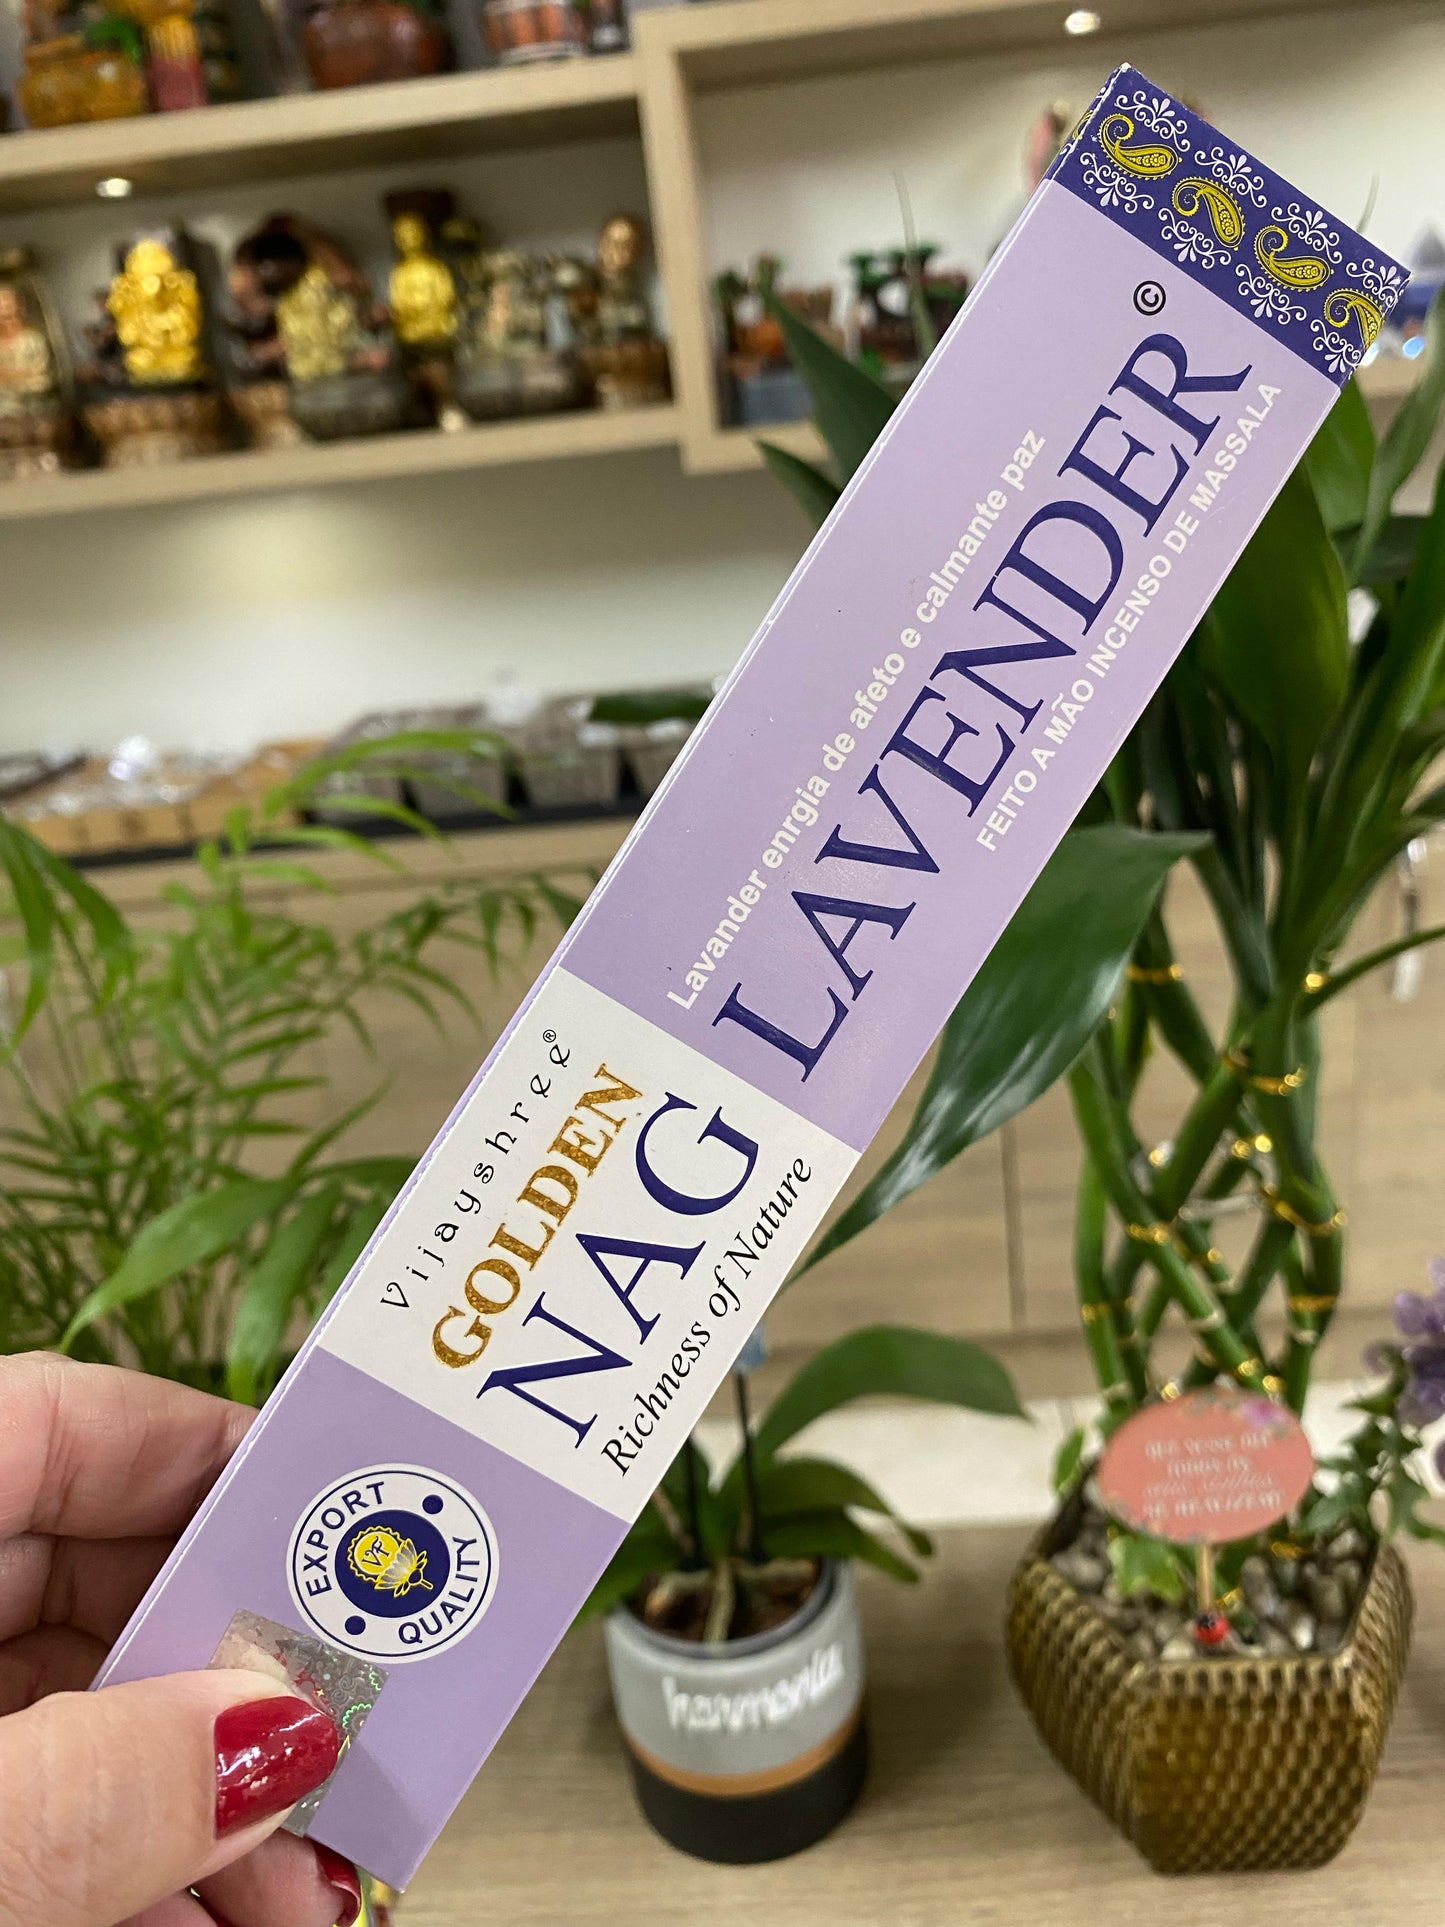 LAVENDER ©
Lavander enrgia de afeto e calmante paz
FEITO A MÃO INCENSO DE MASSALA
Vijayshree®
GOLDEN
NAG
Richness of Nature
EXPORT
VF
QUALITY
harmonia